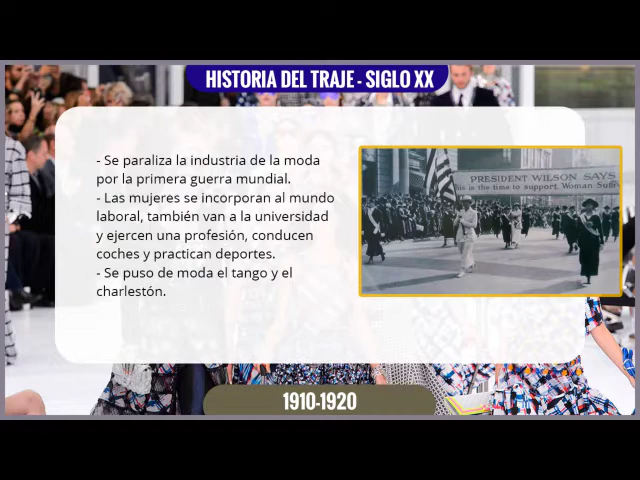 HISTORIA DEL TRAJE - SIGLO XX
- Se paraliza la industria de la moda
por la primera guerra mundial.
- Las mujeres se incorporan al mundo
laboral, también van a la universidad
y ejercen una profesión, conducen
coches y practican deportes.
- Se puso de moda el tango y el
charlestón.
PRESIDENT WILSON SAYS
is is the time to support Woman Suffr
1910-1920